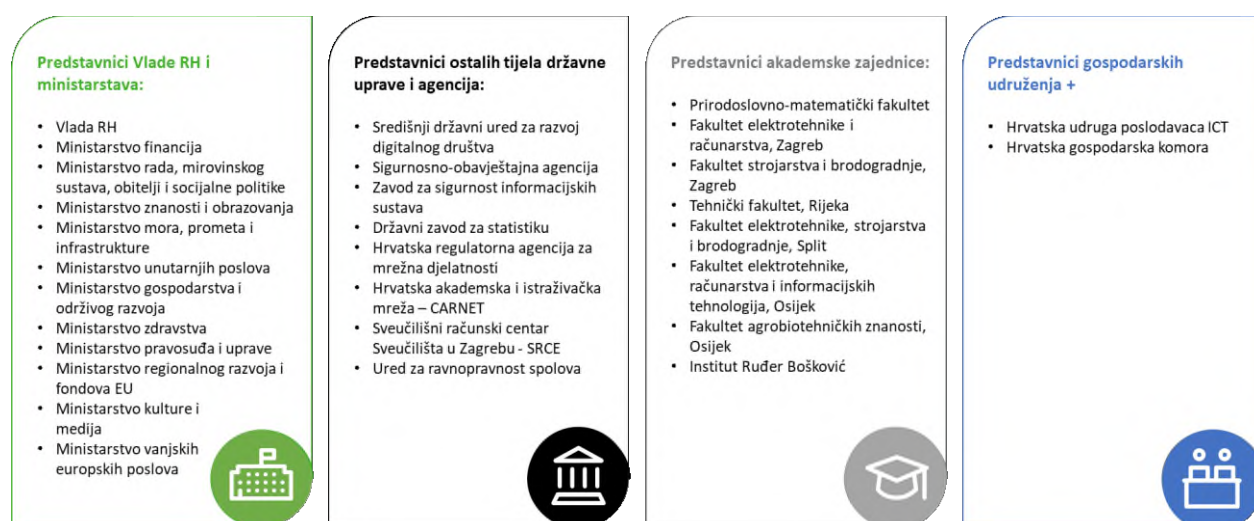 Predstavnici Vlade RH i
ministarstava:
• Vlada RH
• Ministarstvo financija
• Ministarstvo rada, mirovinskog
sustava, obitelji i socijalne politike
• Ministarstvo znanosti i obrazovanja
• Ministarstvo mora, prometa i
infrastrukture
• Ministarstvo unutarnjih poslova
• Ministarstvo gospodarstva i
održivog razvoja
• Ministarstvo zdravstva
• Ministarstvo pravosuđa i uprave
• Ministarstvo regionalnog razvoja i
fondova EU
• Ministarstvo kulture i
medija
• Ministarstvo vanjskih
europskih poslova
Predstavnici ostalih tijela državne
uprave i agencija:
• Središnji državni ured za razvoj
digitalnog društva
• Sigurnosno-obavještajna agencija
• Zavod za sigurnost informacijskih
sustava
• Državni zavod za statistiku
• Hrvatska regulatorna agencija za
mrežna djelatnosti
• Hrvatska akademska i istraživačka
mreža – CARNET
• Sveučilišni računski centar
Sveučilišta u Zagrebu - SRCE
• Ured za ravnopravnost spolova
Predstavnici akademske zajednice:
• Prirodoslovno-matematički fakultet
• Fakultet elektrotehnike i
računarstva, Zagreb
• Fakultet strojarstva i brodogradnje,
Zagreb
• Tehnički fakultet, Rijeka
• Fakultet elektrotehnike, strojarstva
i brodogradnje, Split
• Fakultet elektrotehnike,
računarstva i informacijskih
tehnologija, Osijek
• Fakultet agrobiotehničkih znanosti,
Osijek
• Institut Ruđer Bošković
Predstavnici gospodarskih
udruženja +
• Hrvatska udruga poslodavaca ICT
• Hrvatska gospodarska komora